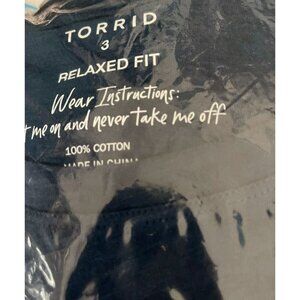 TORRID
3
RELAXED FIT
Wear Instructions:
me on and never take me off
100% COTTON
MADE IN CHINA